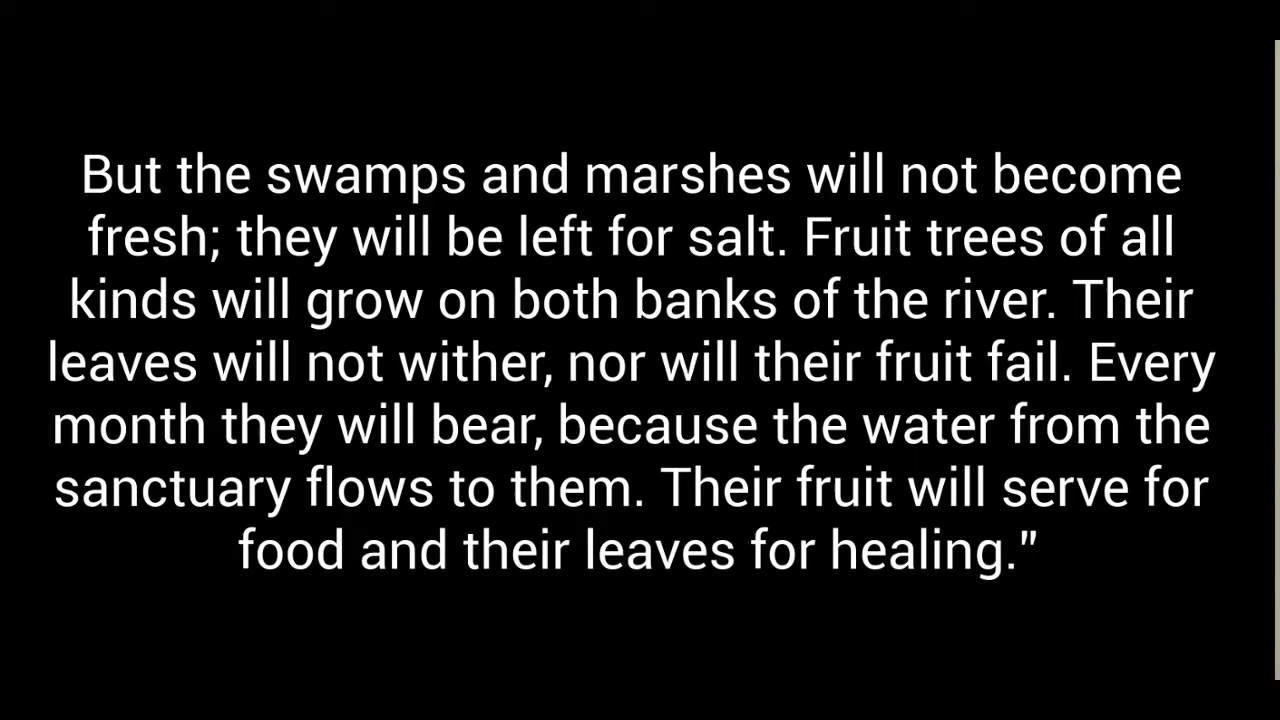 But the swamps and marshes will not become
fresh; they will be left for salt. Fruit trees of all
kinds will grow on both banks of the river. Their
leaves will not wither, nor will their fruit fail. Every
month they will bear, because the water from the
sanctuary flows to them. Their fruit will serve for
food and their leaves for healing."